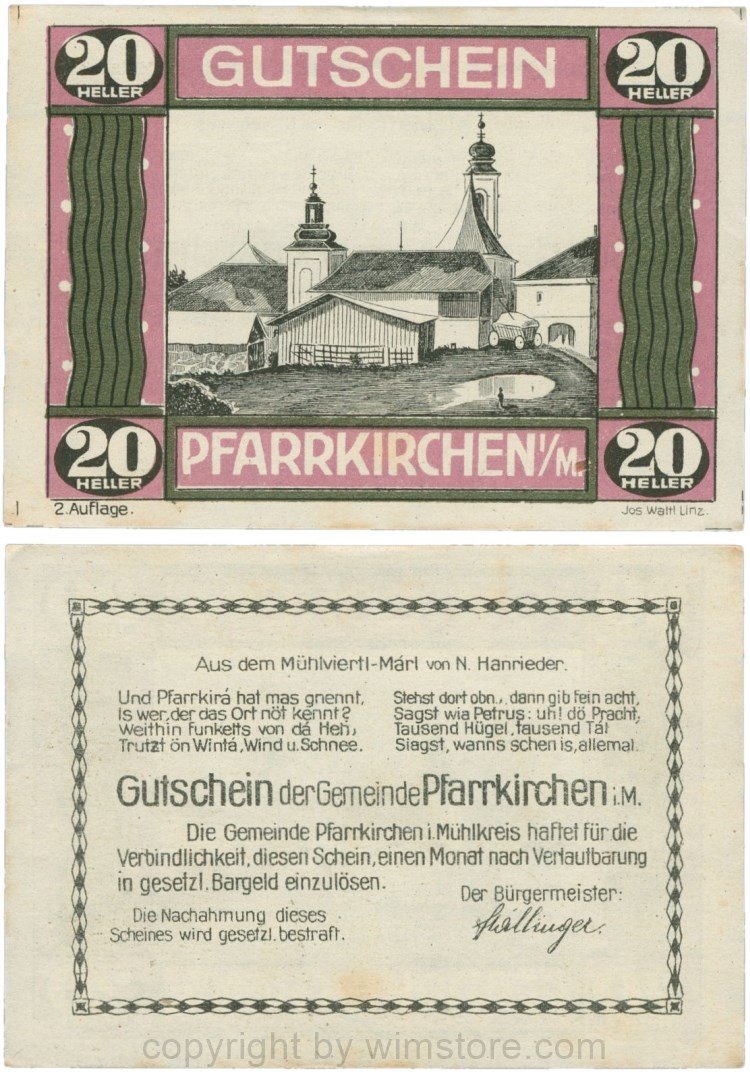 20 HELLER
GUTSCHEIN
20 HELLER
20 HELLER
PFARRKIRCHEN i/M.
20 HELLER
2. Auflage.
Jos. Waltl Linz.
Aus dem Mühlviertl-Märl von N. Hanrieder.
Und Pfarrkirá hat mas gnennt,
Is wer, der das Ort nöt kennt?
Weithin funkelts von dá Heh,
Trutzt ön Wintá, Wind u. Schnee.
Stehst dort obn., dann gib fein acht,
Sagst wia Petrus: uh! dö Pracht,
Tausend Hügel, tausend Tál
Siagst, wanns schen is, allemal.
Gutschein der Gemeinde Pfarrkirchen i. M.
Die Gemeinde Pfarrkirchen i. Mühlkreis haftet für die
Verbindlichkeit, diesen Schein, einen Monat nach Verlautbarung
in gesetzl. Bargeld einzulösen.
Der Bürgermeister:
Die Nachahmung dieses
Scheines wird gesetzl. bestraft.
copyright by wimstore.com